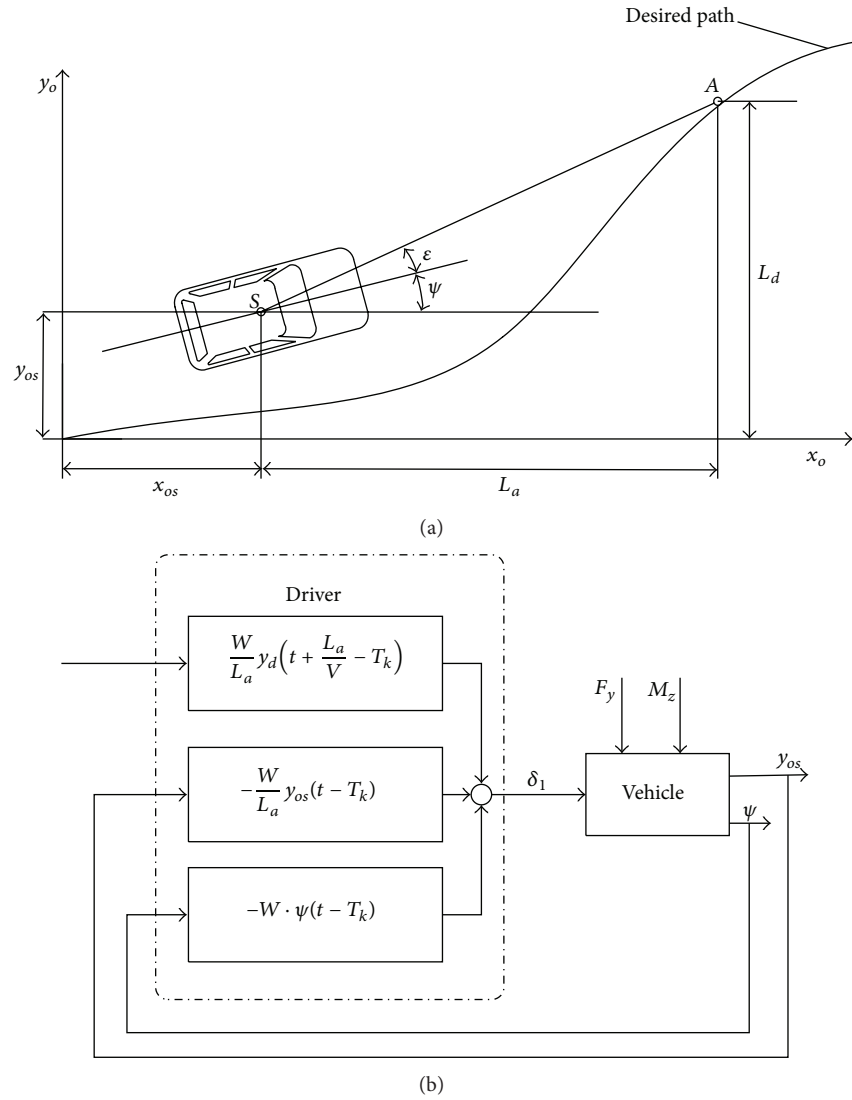 Desired path
y_o
A
ε
ψ
S
L_d
y_os
x_o
x_os
L_a
(a)
Driver
W/L_a y_d(t + L_a/V − T_k)
F_y
M_z
y_os
−W/L_a y_os(t − T_k)
δ_1
Vehicle
ψ
−W · ψ(t − T_k)
(b)